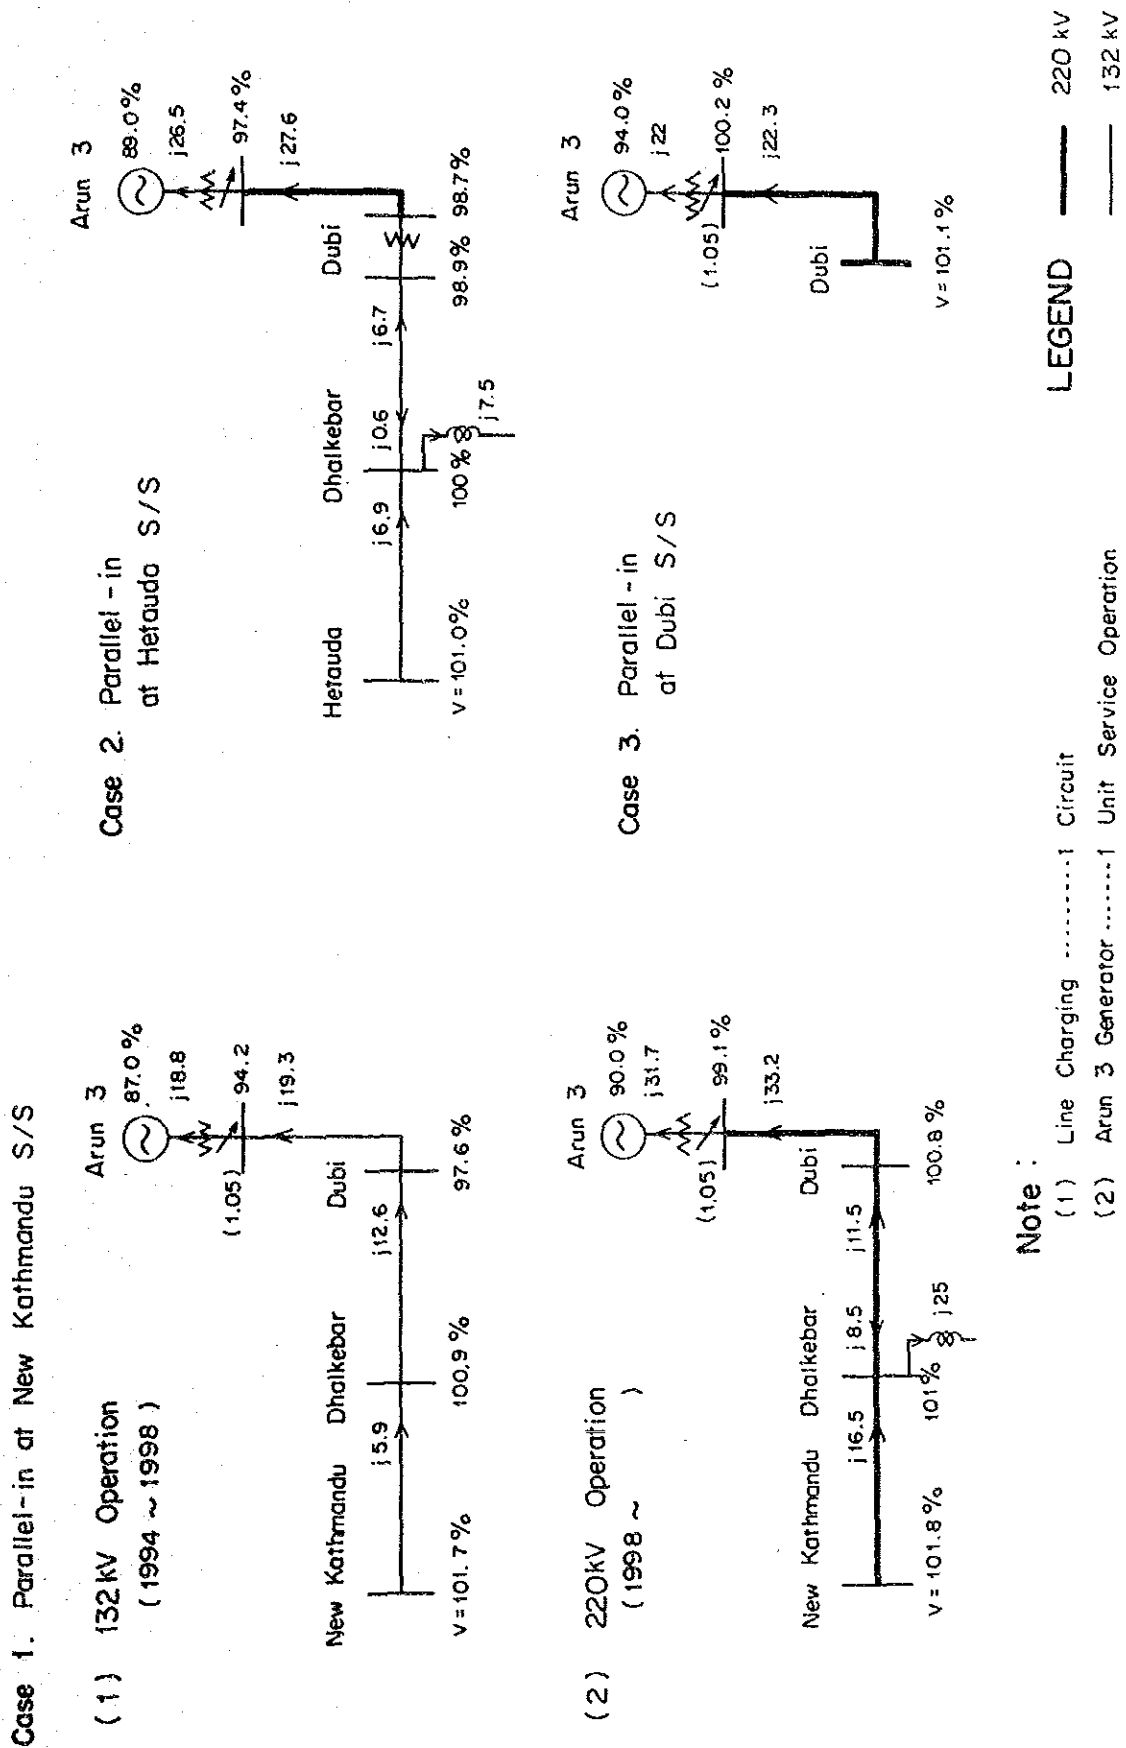 Case 1. Parallel-in at New Kathmandu S/S
(1) 132kV Operation
(1994 ~ 1998)
Arun 3
87.0%
j18.8
(1.05)
94.2
j19.3
New Kathmandu Dhalkebar Dubi
j5.9
j12.6
V=101.7%
100.9%
97.6%
(2) 220kV Operation
(1998 ~ )
Arun 3
90.0%
j31.7
(1.05)
99.1%
j33.2
New Kathmandu Dhalkebar Dubi
j16.5
j8.5
j11.5
V=101.8%
101%
j25
100.8%
Case 2. Parallel-in
at Hetauda S/S
Arun 3
89.0%
j26.5
97.4%
j27.6
Hetauda Dhalkebar Dubi
j6.9
j0.6
j6.7
V=101.0%
100%
j7.5
98.9%
98.7%
Case 3. Parallel-in
at Dubi S/S
Arun 3
94.0%
j22
(1.05)
100.2%
j22.3
Dubi
V=101.1%
Note :
(1) Line Charging ---------1 Circuit
(2) Arun 3 Generator -------1 Unit Service Operation
LEGEND
220 kV
132 kV